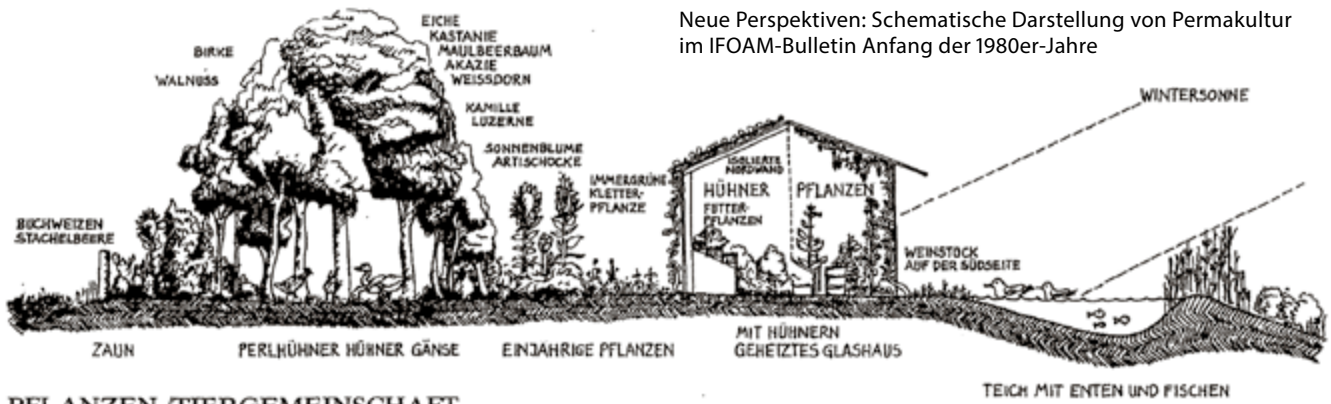 Neue Perspektiven: Schematische Darstellung von Permakultur
im IFOAM-Bulletin Anfang der 1980er-Jahre
EICHE
KASTANIE
MAULBEERBAUM
AKAZIE
WEISSDORN
BIRKE
WALNUSS
KAMILLE
LUZERNE
SONNENBLUME
ARTISCHOCKE
IMMERGRÜNE
KLETTER-
PFLANZE
BUCHWEIZEN
STACHELBEERE
ISOLIERTE
NORDWAND
HÜHNER
PFLANZEN
FUTTER-
PFLANZEN
WINTERSONNE
WEINSTOCK
AUF DER SÜDSEITE
ZAUN
PERLHÜHNER HÜHNER GÄNSE
EINJÄHRIGE PFLANZEN
MIT HÜHNERN
GEHEIZTES GLASHAUS
TEICH MIT ENTEN UND FISCHEN
PFLANZEN/TIERGEMEINSCHAFT